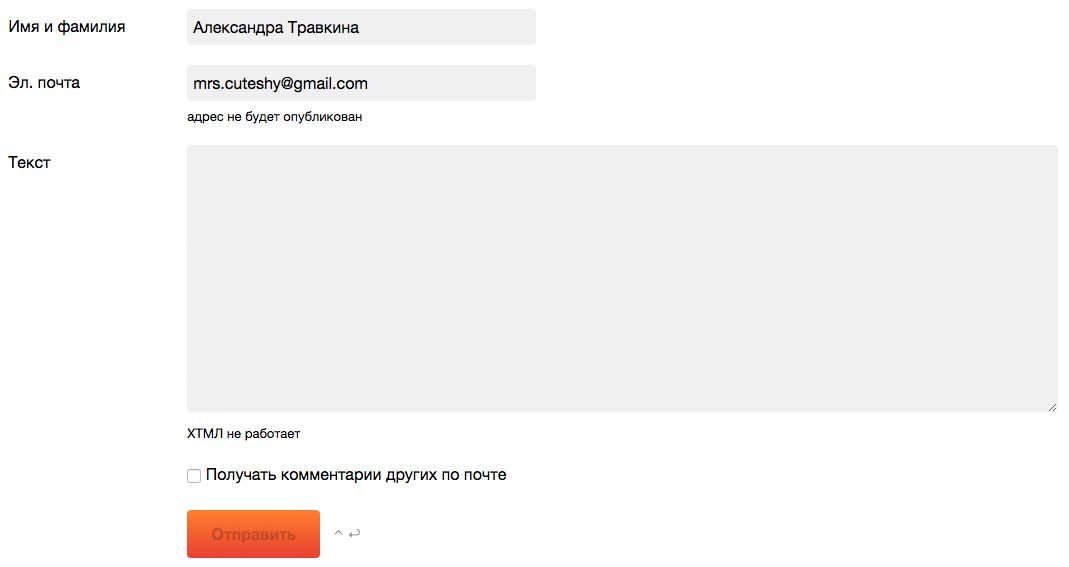 Имя и фамилия Александра Травкина
Эл. почта mrs.cuteshy@gmail.com
адрес не будет опубликован
Текст
ХТМЛ не работает
Получать комментарии других по почте
Отправить ^ ↩